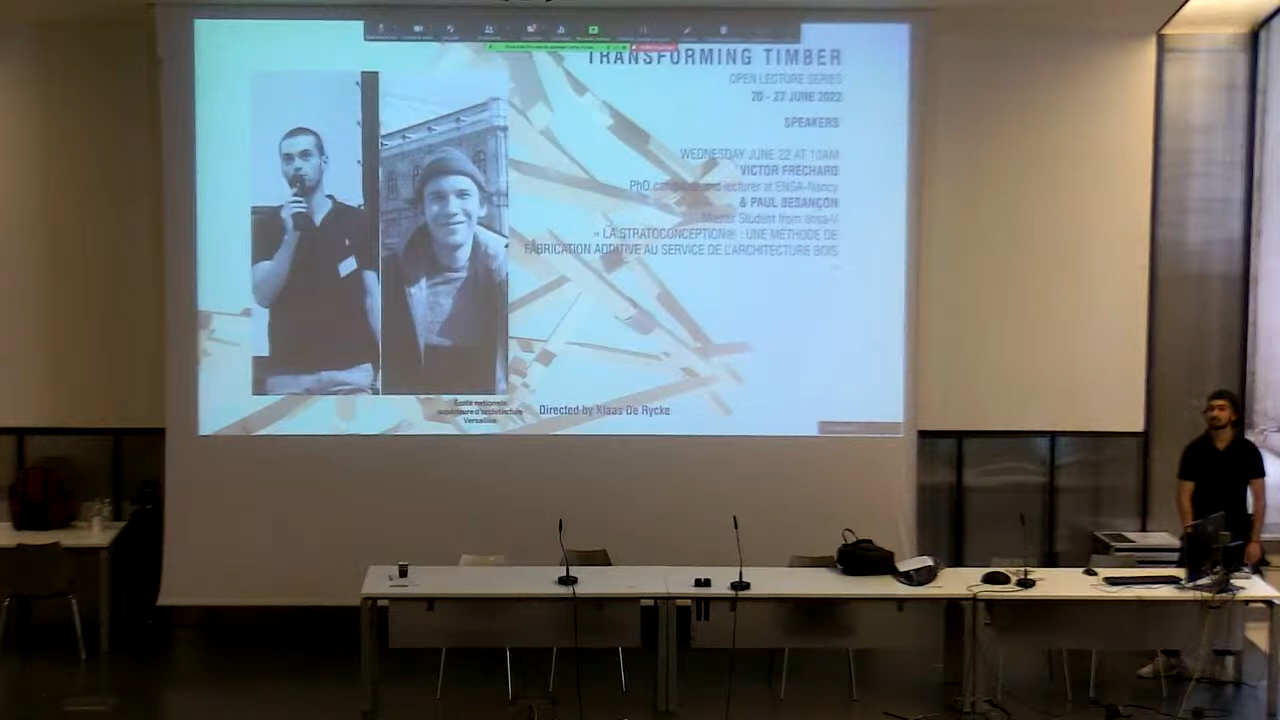 TRANSFORMING TIMBER
OPEN LECTURE SERIES
20 - 27 JUNE 2022
SPEAKERS
WEDNESDAY JUNE 22 AT 10AM
VICTOR FRÉCHARD
PhD candidate and lecturer at ENSA-Nancy
& PAUL BESANÇON
Master Student from ensa-V
« LA STRATOCONCEPTION® : UNE METHODE DE
FABRICATION ADDITIVE AU SERVICE DE L'ARCHITECTURE BOIS
École nationale
supérieure d'architecture
Versailles
Directed by Klaas De Rycke